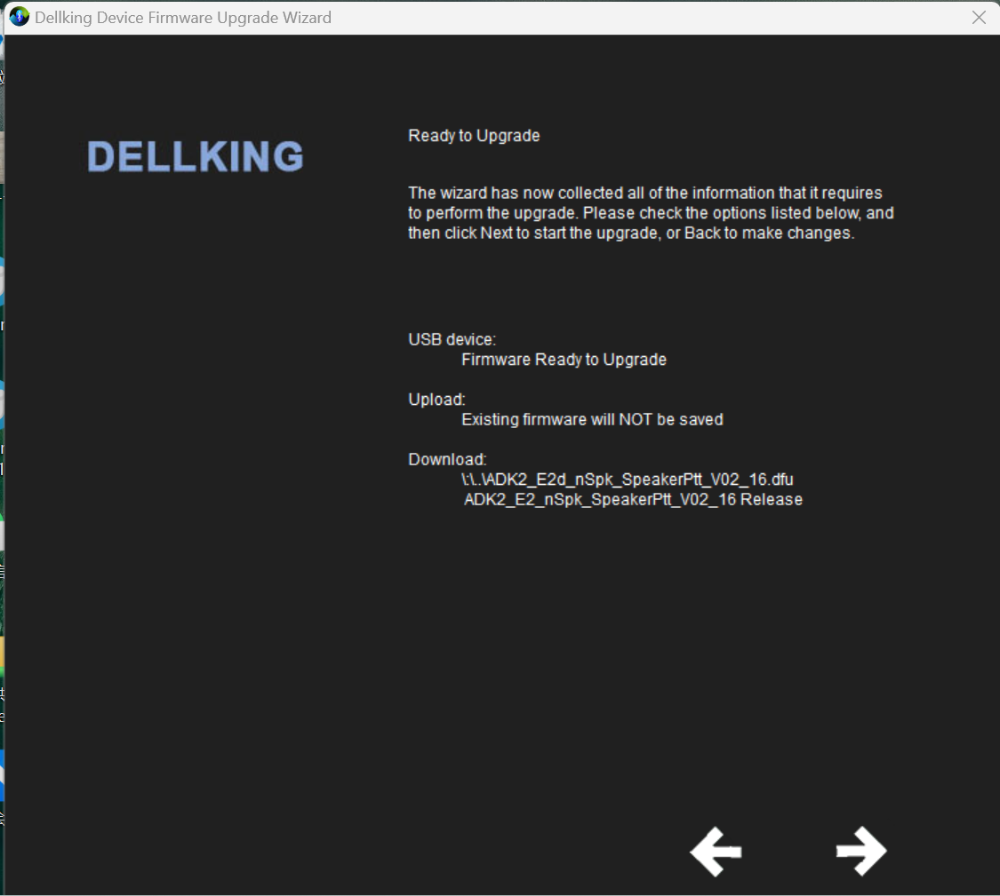 Dellking Device Firmware Upgrade Wizard
DELLKING
Ready to Upgrade
The wizard has now collected all of the information that it requires
to perform the upgrade. Please check the options listed below, and
then click Next to start the upgrade, or Back to make changes.
USB device:
Firmware Ready to Upgrade
Upload:
Existing firmware will NOT be saved
Download:
\:\..\ADK2_E2d_nSpk_SpeakerPtt_V02_16.dfu
ADK2_E2_nSpk_SpeakerPtt_V02_16 Release